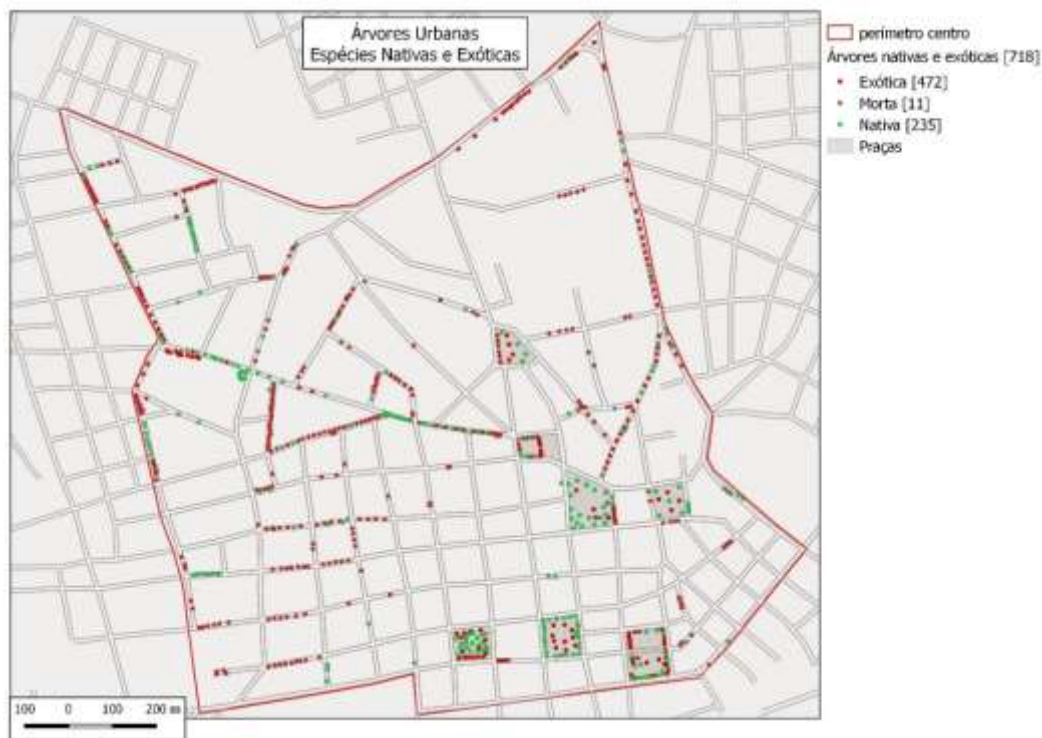 Árvores Urbanas
Espécies Nativas e Exóticas
perímetro centro
Árvores nativas e exóticas [718]
Exótica [472]
Morta [11]
Nativa [235]
Praças
100 0 100 200 m